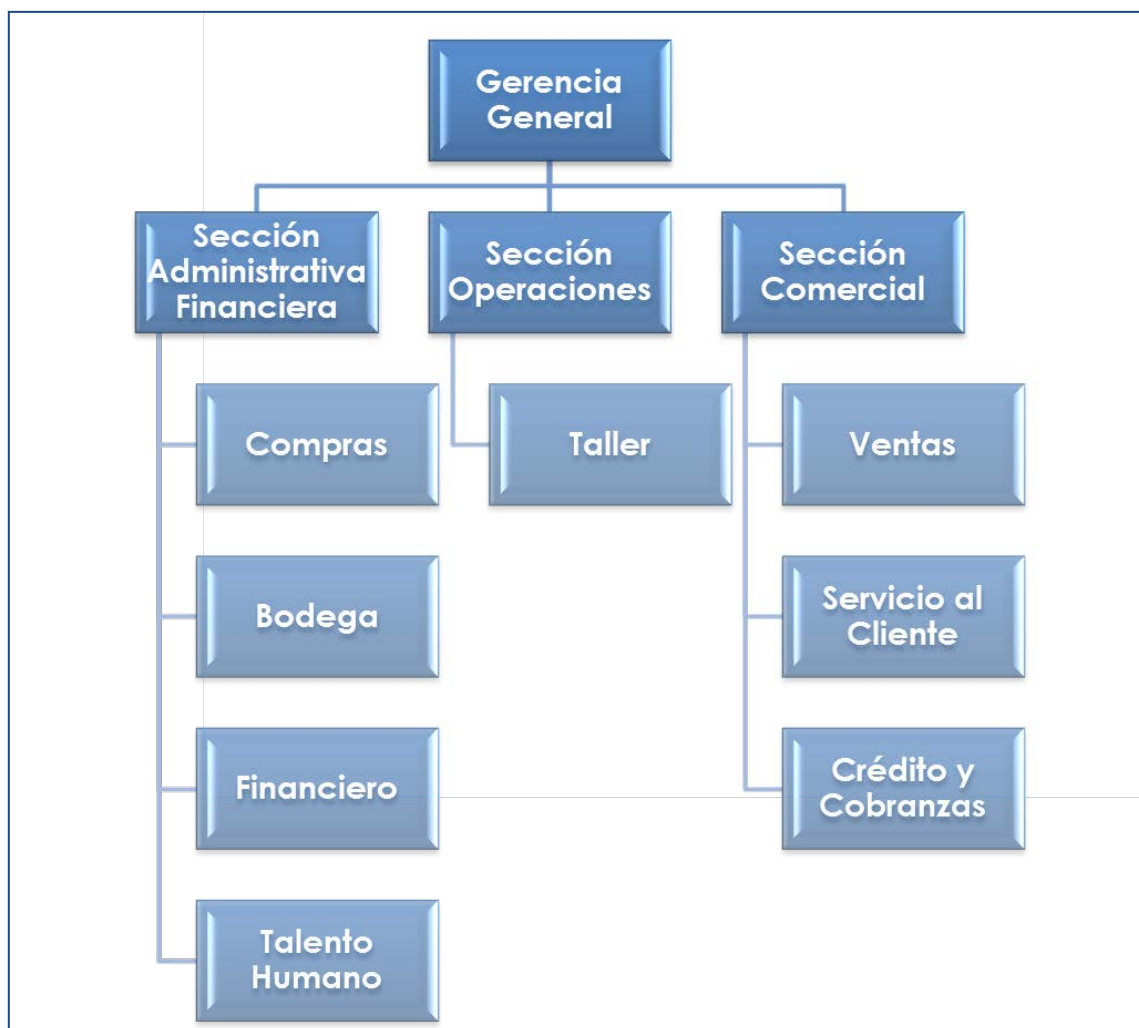 Gerencia
General
Sección
Administrativa
Financiera
Sección
Operaciones
Sección
Comercial
Compras
Taller
Ventas
Bodega
Servicio al
Cliente
Financiero
Crédito y
Cobranzas
Talento
Humano